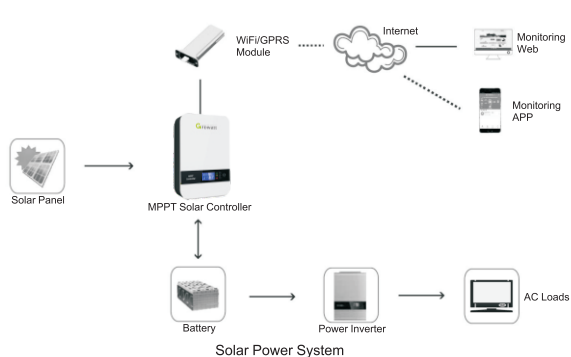 WiFi/GPRS
Module
Internet
Monitoring
Web
Monitoring
APP
Growatt
Solar Panel
MPPT Solar Controller
Battery
Power Inverter
AC Loads
Solar Power System